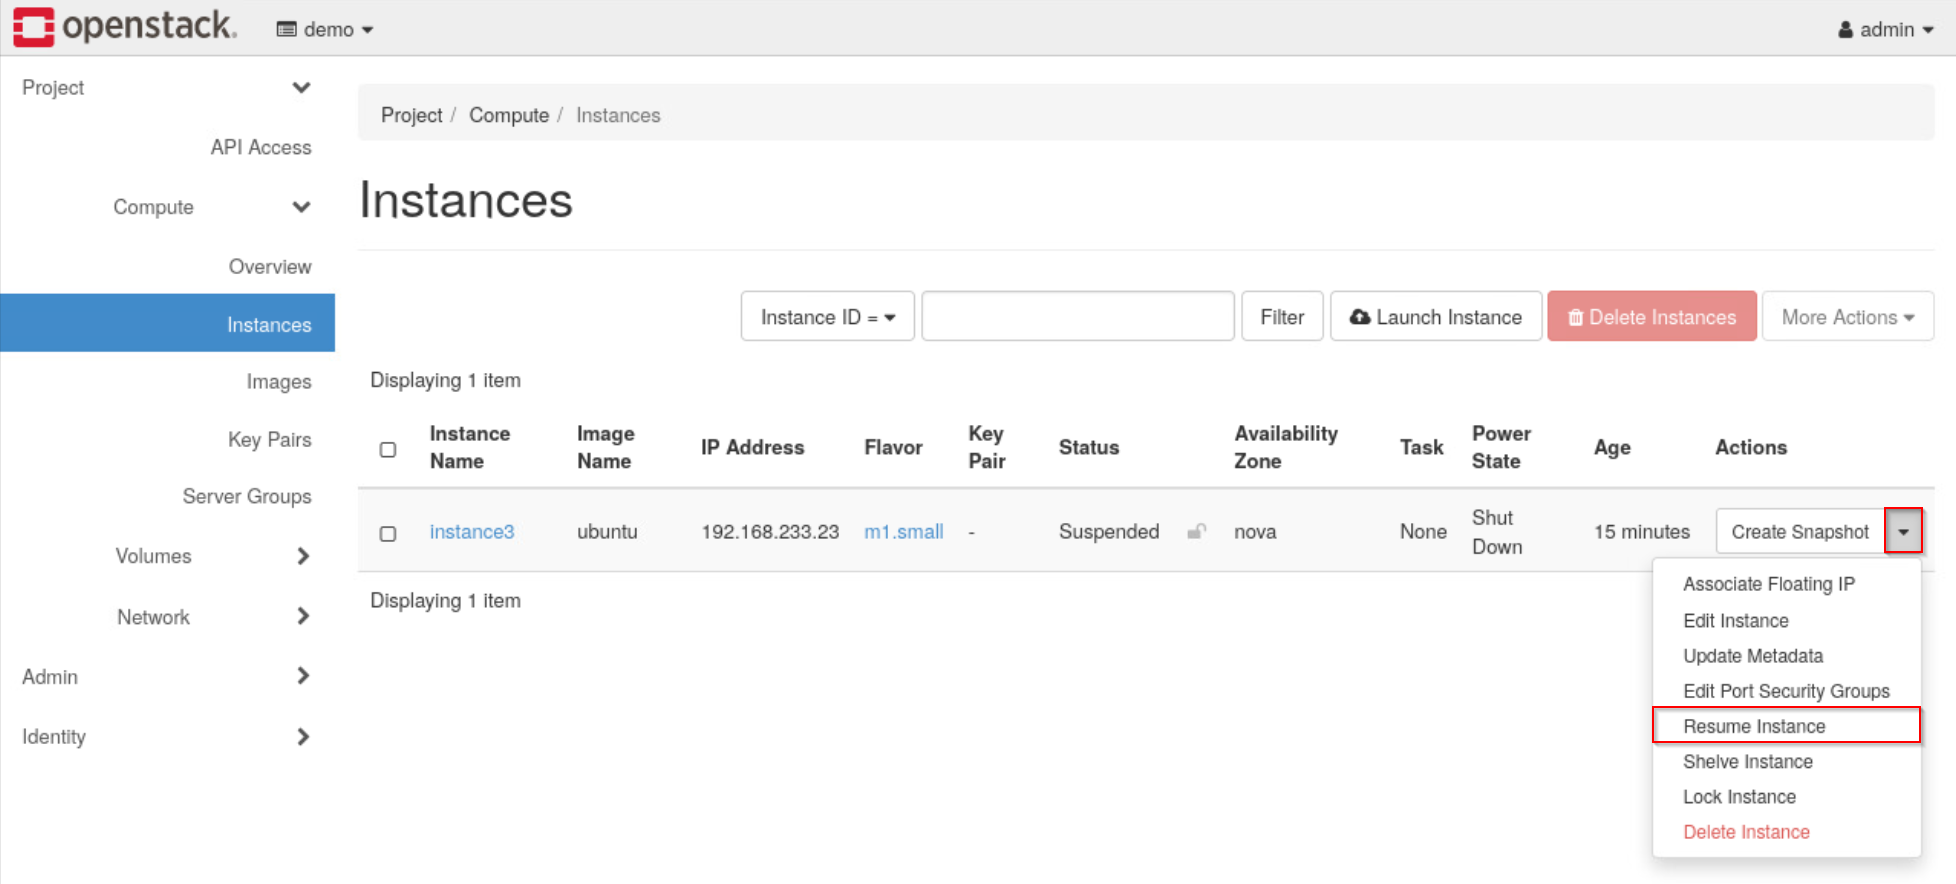 openstack.
demo
admin
Project
API Access
Compute
Overview
Instances
Images
Key Pairs
Server Groups
Volumes
Network
Admin
Identity
Project / Compute / Instances
Instances
Instance ID =
Filter
Launch Instance
Delete Instances
More Actions
Displaying 1 item
Instance Name
Image Name
IP Address
Flavor
Key Pair
Status
Availability Zone
Task
Power State
Age
Actions
instance3
ubuntu
192.168.233.23
m1.small
-
Suspended
nova
None
Shut Down
15 minutes
Create Snapshot
Displaying 1 item
Associate Floating IP
Edit Instance
Update Metadata
Edit Port Security Groups
Resume Instance
Shelve Instance
Lock Instance
Delete Instance